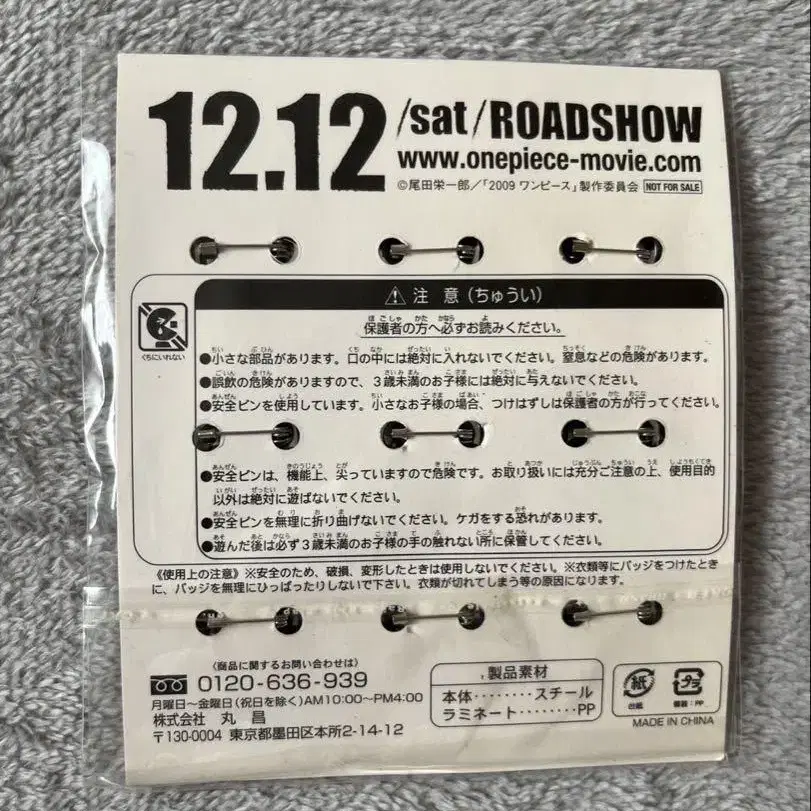 12.12 /sat/ROADSHOW
www.onepiece-movie.com
©尾田栄一郎/「2009 ワンピース」製作委員会 NOT FOR SALE
⚠ 注 意(ちゅうい)
保護者の方へ必ずお読みください。
くちにいれない
●小さな部品があります。口の中には絶対に入れないでください。窒息などの危険があります。
●誤飲の危険がありますので、3歳未満のお子様には絶対に与えないでください。
●安全ピンを使用しています。小さなお子様の場合、つけはずしは保護者の方が行ってください。
●安全ピンは、機能上、尖っていますので危険です。お取り扱いには充分ご注意の上、使用目的
以外は絶対に遊ばないでください。
●安全ピンを無理に折り曲げないでください。ケガをする恐れがあります。
●遊んだ後は必ず3歳未満のお子様の手の触れない所に保管してください。
《使用上の注意》※安全のため、破損、変形したときは使用しないでください。※衣類等にバッジをつけたとき
に、バッジを無理にひっぱったりしないで下さい。衣類が切れてしまう等の原因になります。
〈商品に関するお問い合わせは〉
0120-636-939
月曜日〜金曜日(祝日を除く)AM10:00〜PM4:00
株式会社 丸 昌
〒130-0004 東京都墨田区本所2-14-12
製品素材
本体・・・・・・・・スチール
ラミネート・・・・・・・・PP
紙
台紙
プラ
個装:PP
MADE IN CHINA